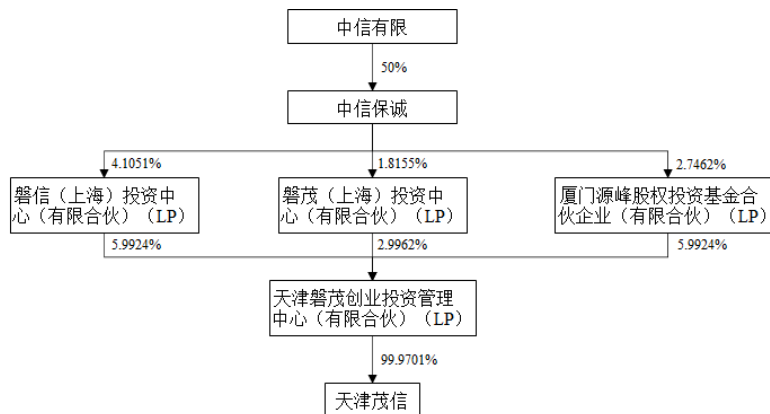 中信有限
50%
中信保诚
4.1051%
1.8155%
2.7462%
磐信（上海）投资中
心（有限合伙）（LP）
磐茂（上海）投资中
心（有限合伙）（LP）
厦门源峰股权投资基金合
伙企业（有限合伙）（LP）
5.9924%
2.9962%
5.9924%
天津磐茂创业投资管理
中心（有限合伙）（LP）
99.9701%
天津茂信